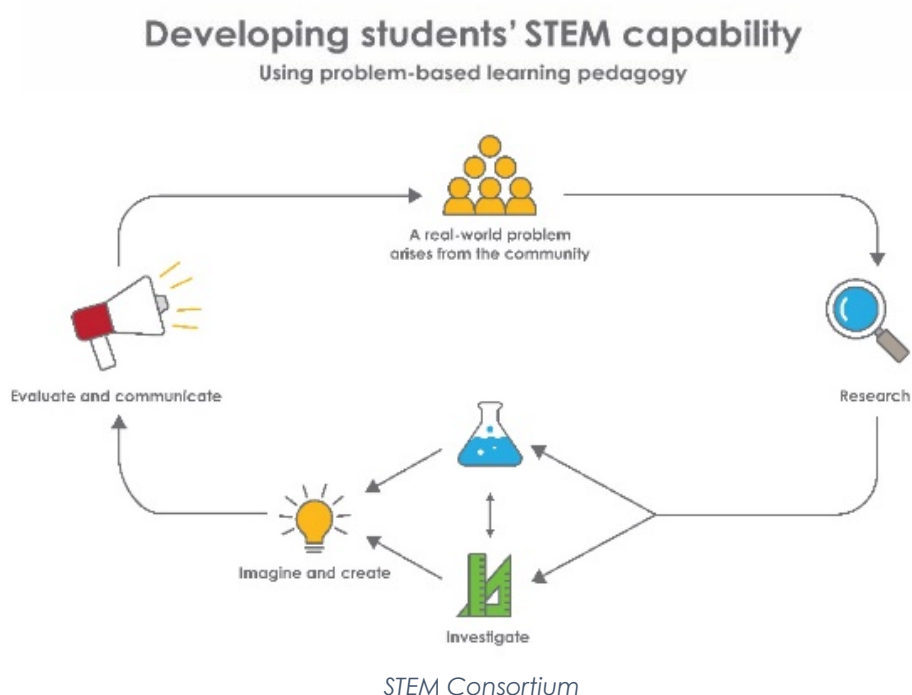 Developing students' STEM capability
Using problem-based learning pedagogy
A real-world problem
arises from the community
Research
Evaluate and communicate
Imagine and create
Investigate
STEM Consortium